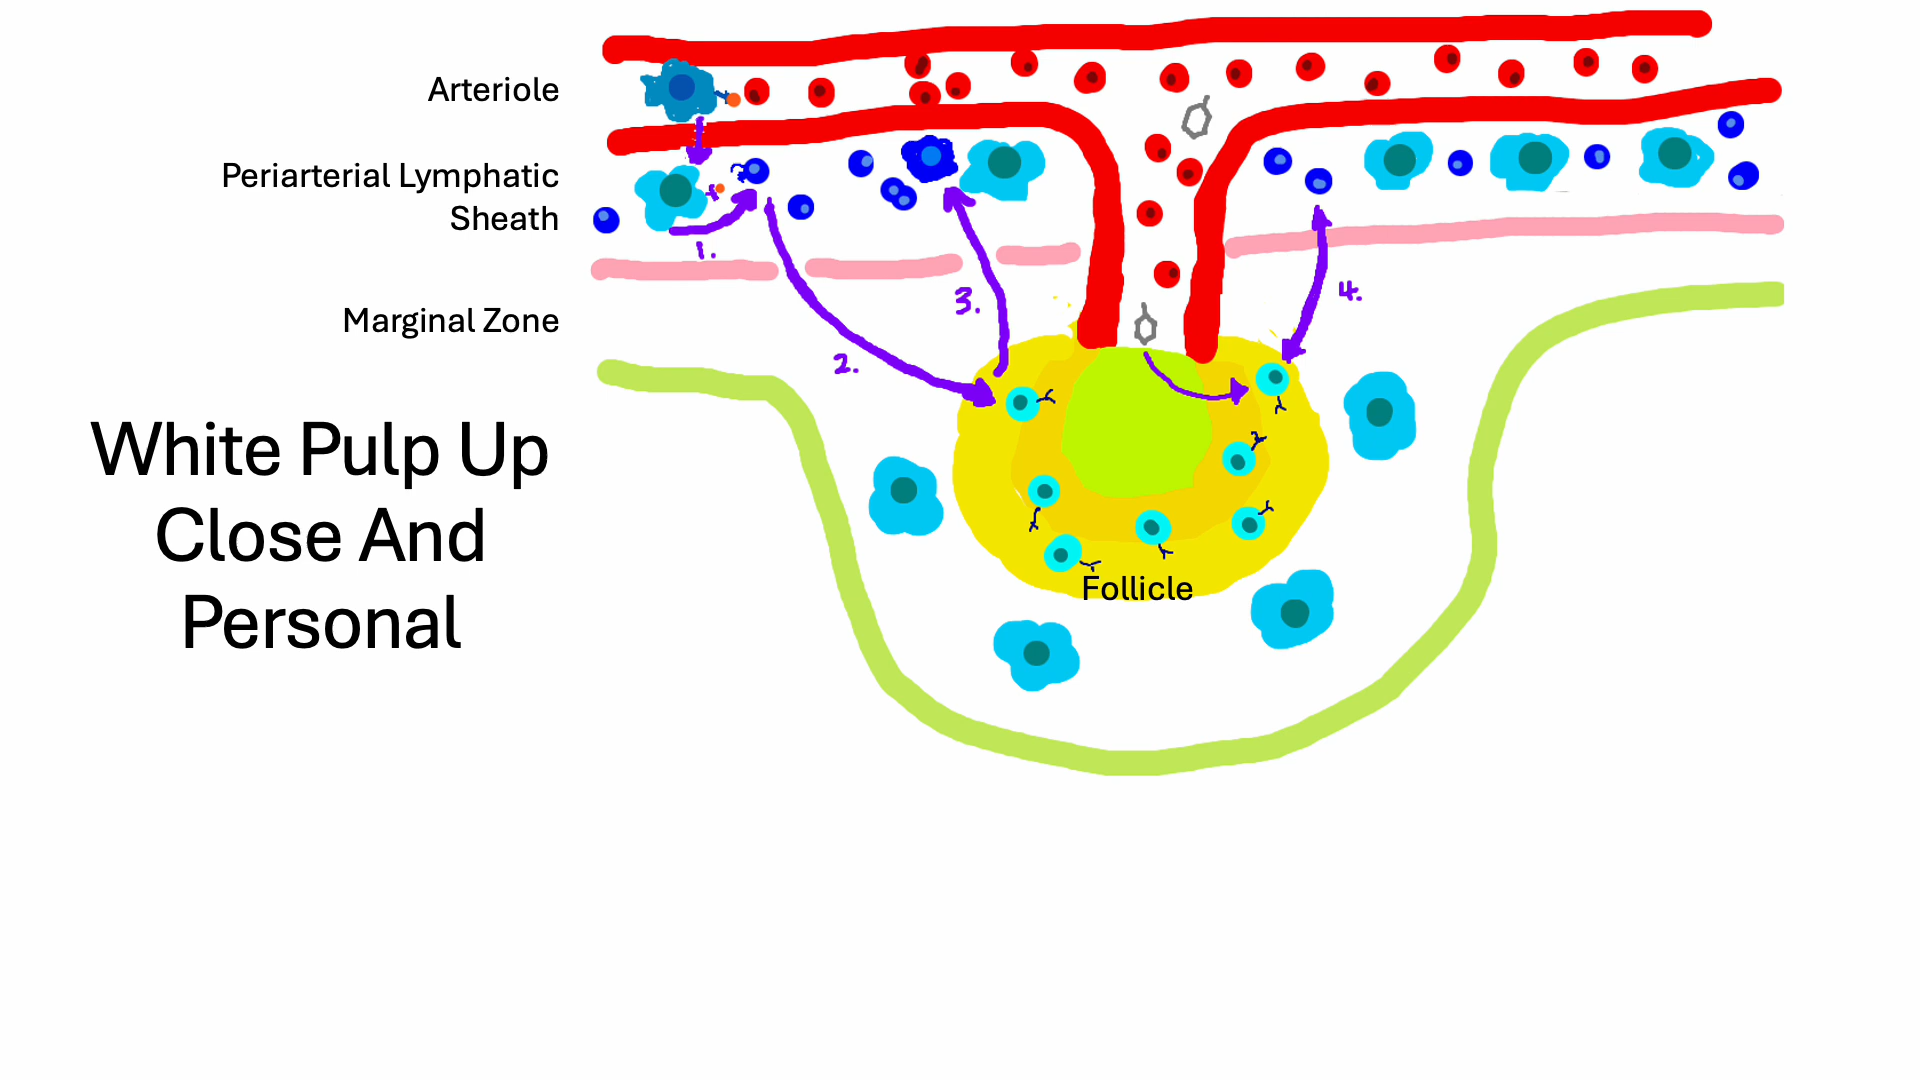 Arteriole
Periarterial Lymphatic
Sheath
1.
Marginal Zone
3.
4.
2.
White Pulp Up
Close And
Personal
Follicle